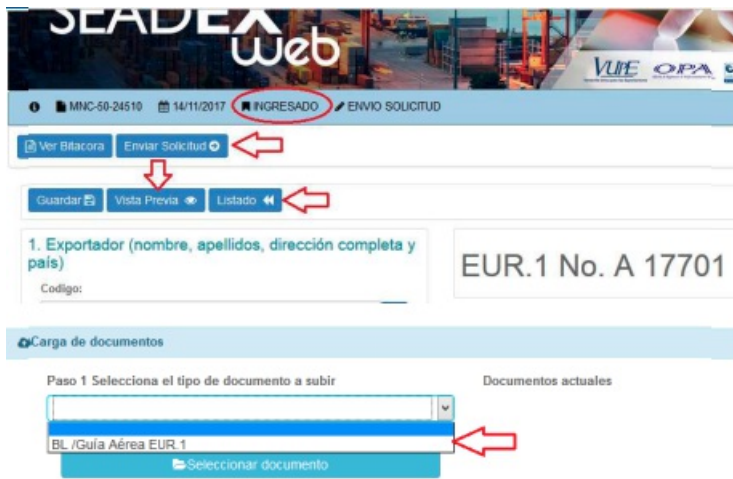 SEADEX
web
VUPE OPA
MNC-50-24510 14/11/2017 INGRESADO ENVIO SOLICITUD
Ver Bitacora Enviar Solicitud
Guardar Vista Previa Listado
1. Exportador (nombre, apellidos, dirección completa y
país)
EUR.1 No. A 17701
Codigo:
Carga de documentos
Paso 1 Selecciona el tipo de documento a subir Documentos actuales
BL /Guía Aérea EUR.1
Seleccionar documento